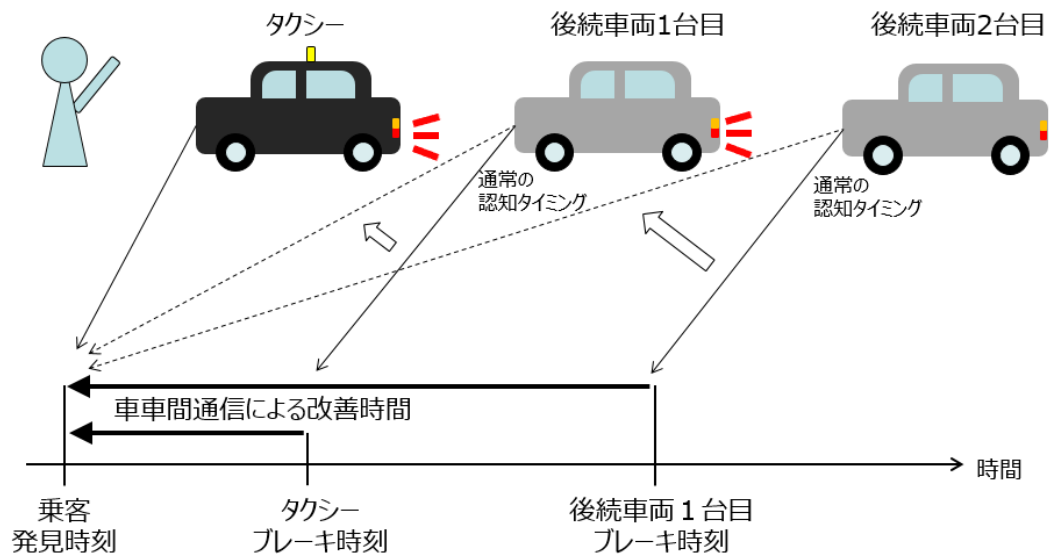 タクシー
後続車両1台目
後続車両2台目
通常の
認知タイミング
通常の
認知タイミング
車車間通信による改善時間
時間
乗客
発見時刻
タクシー
ブレーキ時刻
後続車両１台目
ブレーキ時刻